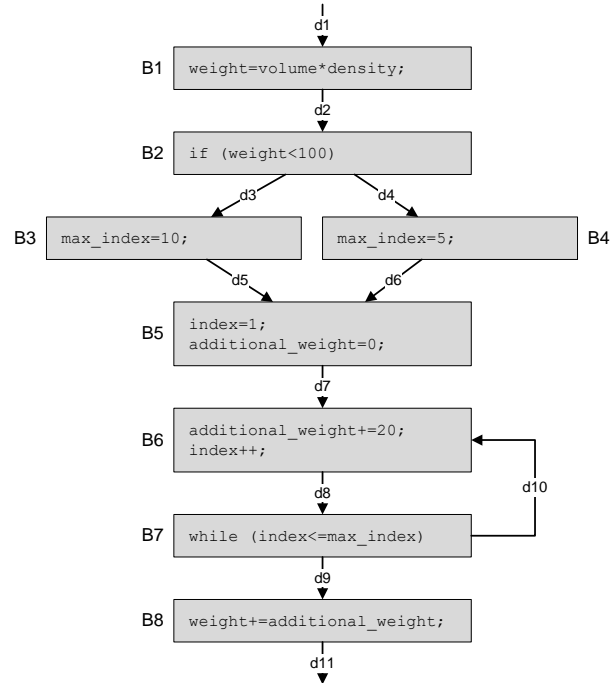 d1
B1
weight=volume*density;
d2
B2
if (weight<100)
d3
d4
B3
max_index=10;
max_index=5;
B4
d5
d6
B5
index=1;
additional_weight=0;
d7
B6
additional_weight+=20;
index++;
d10
d8
B7
while (index<=max_index)
d9
B8
weight+=additional_weight;
d11